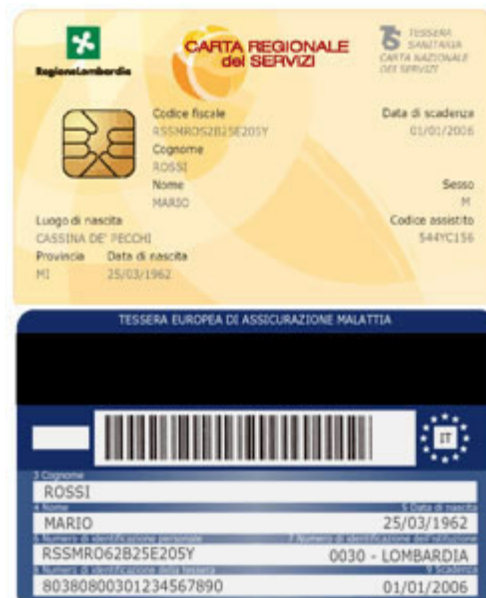 RegioneLombardia
CARTA REGIONALE
del SERVIZI
TS TESSERA
SANITARIA
CARTA NAZIONALE
DEI SERVIZI
Codice fiscale
Data di scadenza
RSSMRO52B25E205Y
01/01/2006
Cognome
ROSSI
Nome
Sesso
MARIO
M
Luogo di nascita
Codice assistito
CASSINA DE' PECCHI
544YC156
Provincia Data di nascita
MI 25/03/1962
TESSERA EUROPEA DI ASSICURAZIONE MALATTIA
IT
3 Cognome
ROSSI
4 Nome 5 Data di nascita
MARIO 25/03/1962
6 Numero di identificazione personale 7 Numero di identificazione dell'istituzione
RSSMRO62B25E205Y 0030 - LOMBARDIA
8 Numero di identificazione della tessera 9 Scadenza
80380800301234567890 01/01/2006